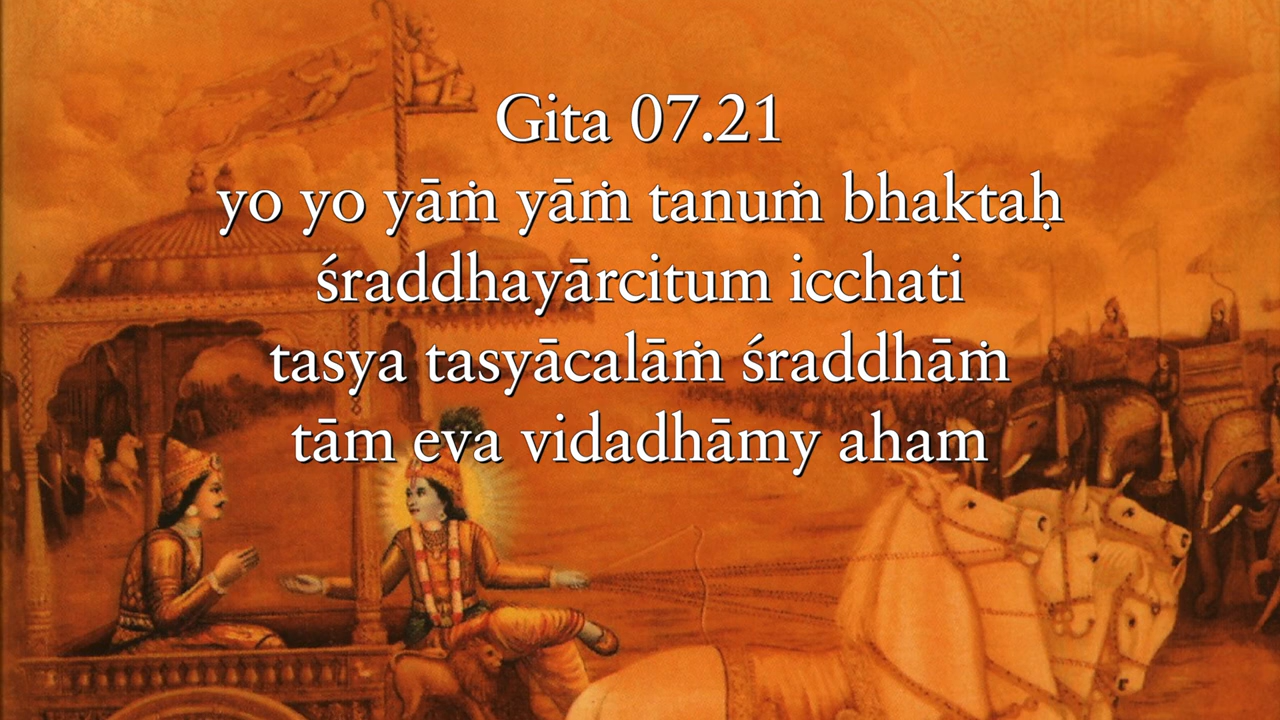 Gita 07.21
yo yo yāṁ yāṁ tanuṁ bhaktaḥ
śraddhayārcitum icchati
tasya tasyācalāṁ śraddhāṁ
tām eva vidadhāmy aham